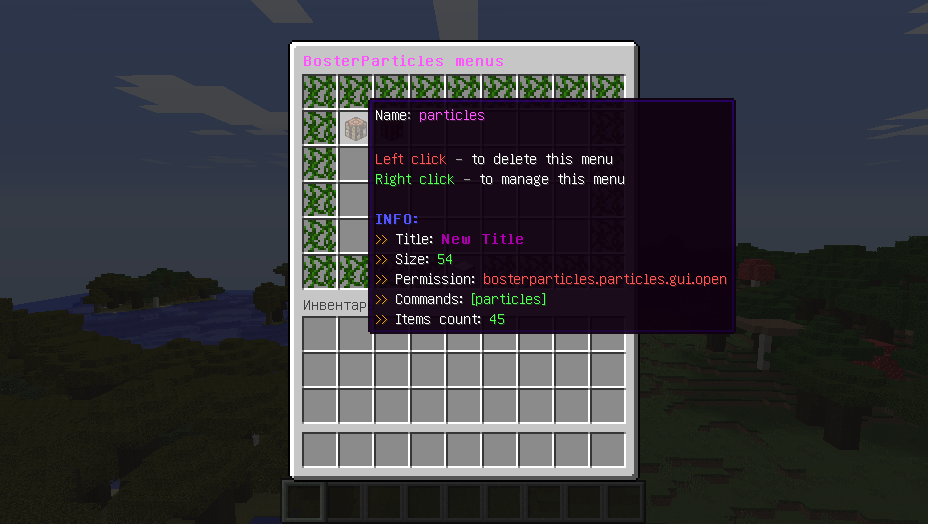 BosterParticles menus
Name: particles
Left click - to delete this menu
Right click - to manage this menu
INFO:
>> Title: New Title
>> Size: 54
>> Permission: bosterparticles.particles.gui.open
>> Commands: [particles]
>> Items count: 45
Инвентар